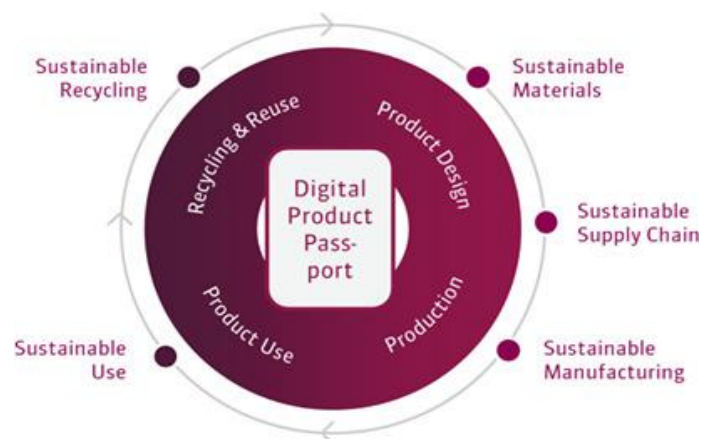 Sustainable
Recycling
Sustainable
Materials
Recycling & Reuse
Product Design
Digital
Product
Pass-
port
Sustainable
Supply Chain
Product Use
Production
Sustainable
Use
Sustainable
Manufacturing